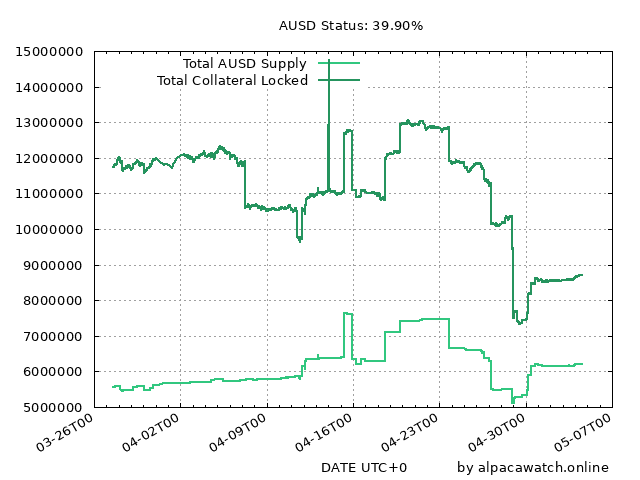 AUSD Status: 39.90%
Total AUSD Supply
Total Collateral Locked
15000000
14000000
13000000
12000000
11000000
10000000
9000000
8000000
7000000
6000000
5000000
03-26T00
04-02T00
04-09T00
04-16T00
04-23T00
04-30T00
05-07T00
DATE UTC+0
by alpacawatch.online